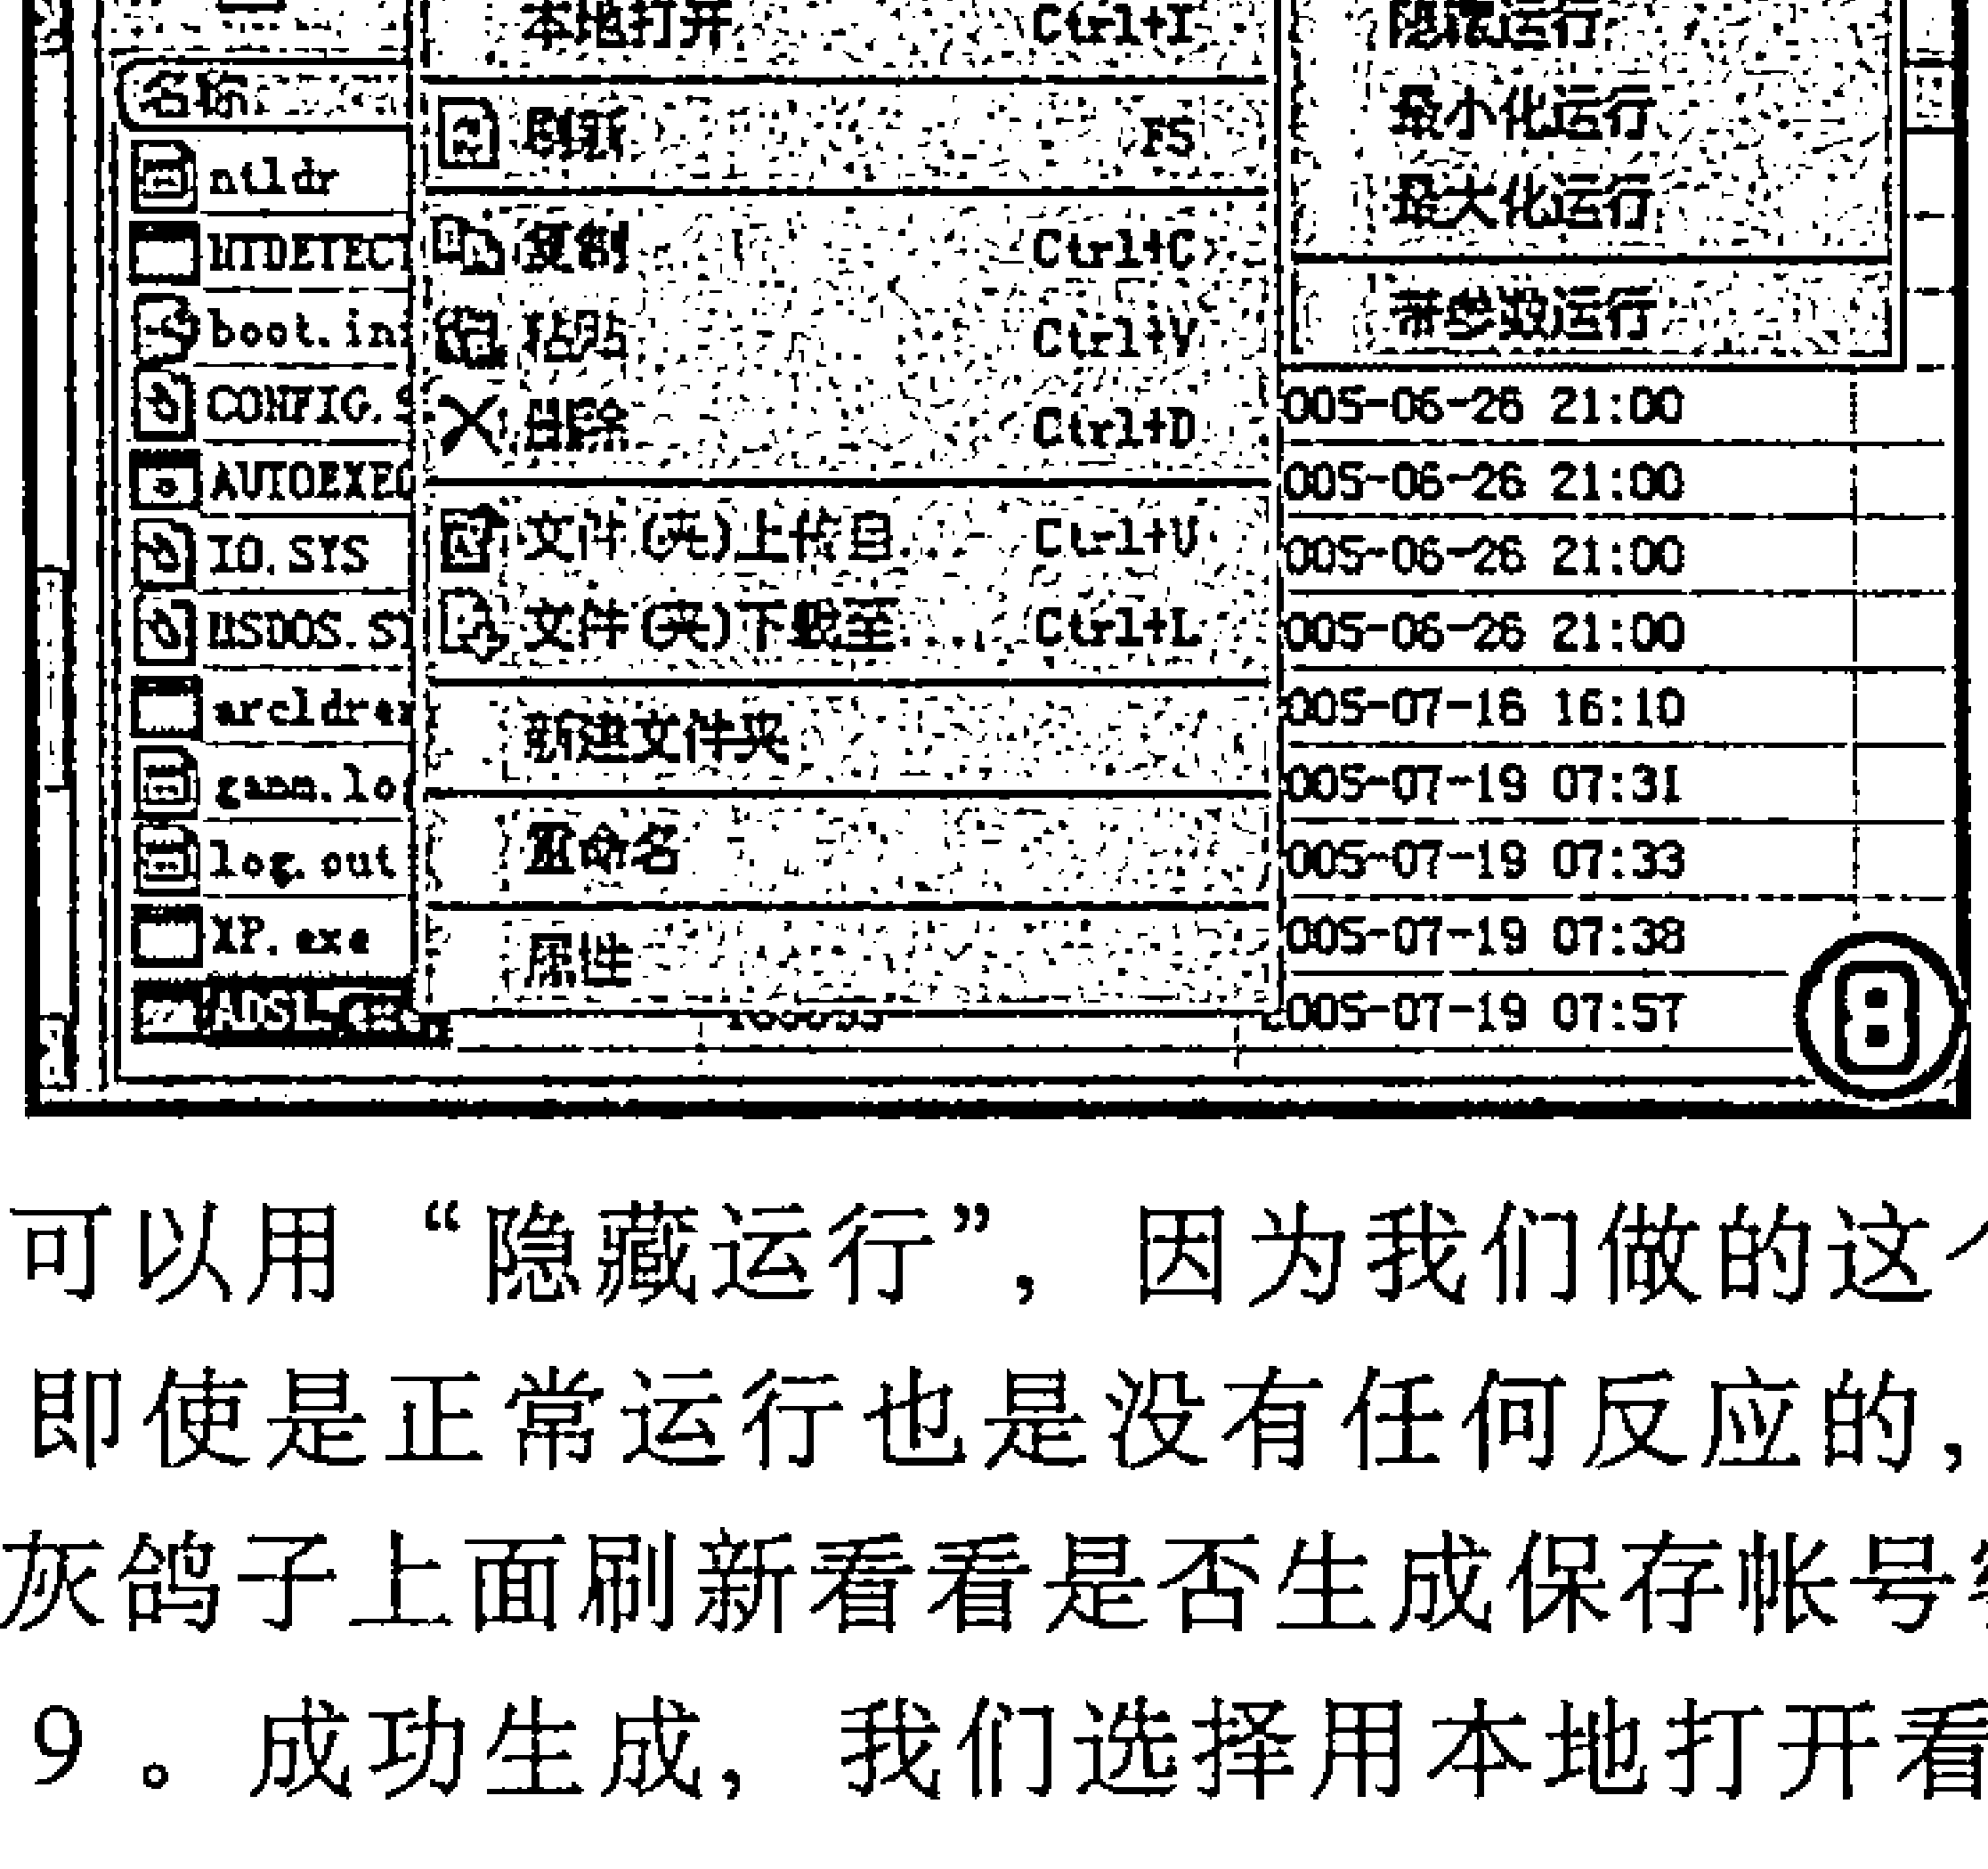 本地打开 Ctrl+I
隐藏运行
名称
刷新 F5
最小化运行
ntldr
最大化运行
NTDETECT
复制 Ctrl+C
带参数运行
boot.ini
粘贴 Ctrl+V
CONFIG.S
删除 Ctrl+D
005-06-26 21:00
AUTOEXEC
005-06-26 21:00
IO.SYS
文件(夹)上传自... Ctrl+U
005-06-26 21:00
MSDOS.SY
文件(夹)下载至... Ctrl+L
005-06-26 21:00
arcldrex
新建文件夹
005-07-16 16:10
005-07-19 07:31
log.out
重命名
005-07-19 07:33
XP.exe
属性
005-07-19 07:38
ADSL
2005-07-19 07:57
8
可以用“隐藏运行”，因为我们做的这个
即使是正常运行也是没有任何反应的，
灰鸽子上面刷新看看是否生成保存帐号
9。成功生成，我们选择用本地打开看